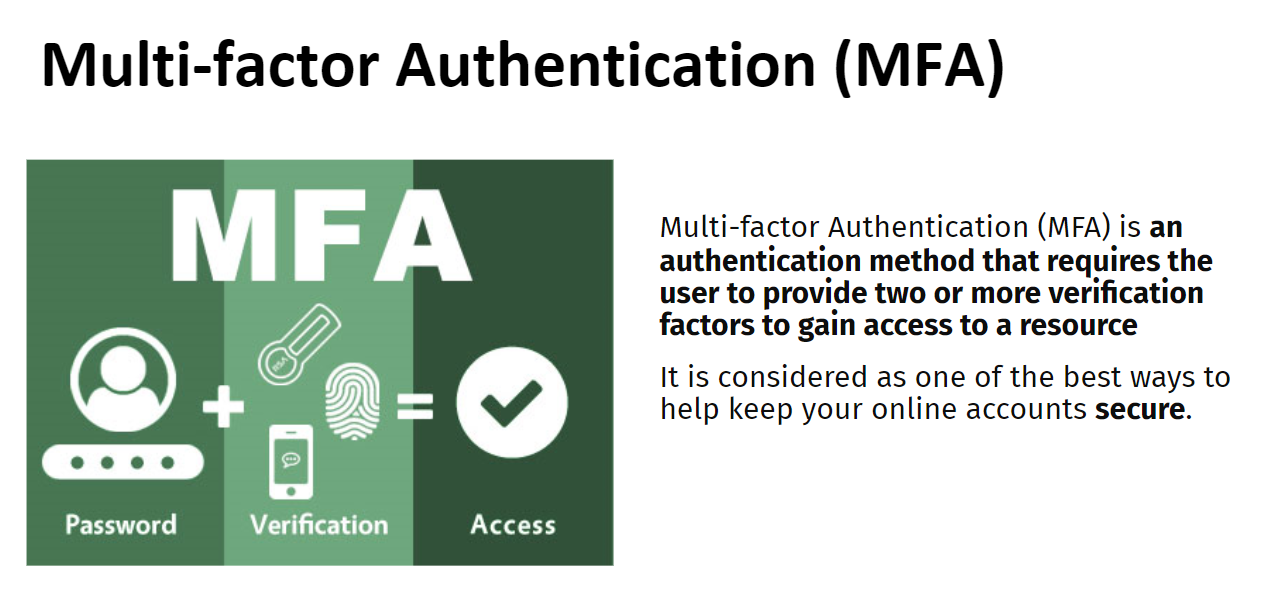 Multi-factor Authentication (MFA)
MFA
RSA
Password
Verification
Access
Multi-factor Authentication (MFA) is an
authentication method that requires the
user to provide two or more verification
factors to gain access to a resource
It is considered as one of the best ways to
help keep your online accounts secure.